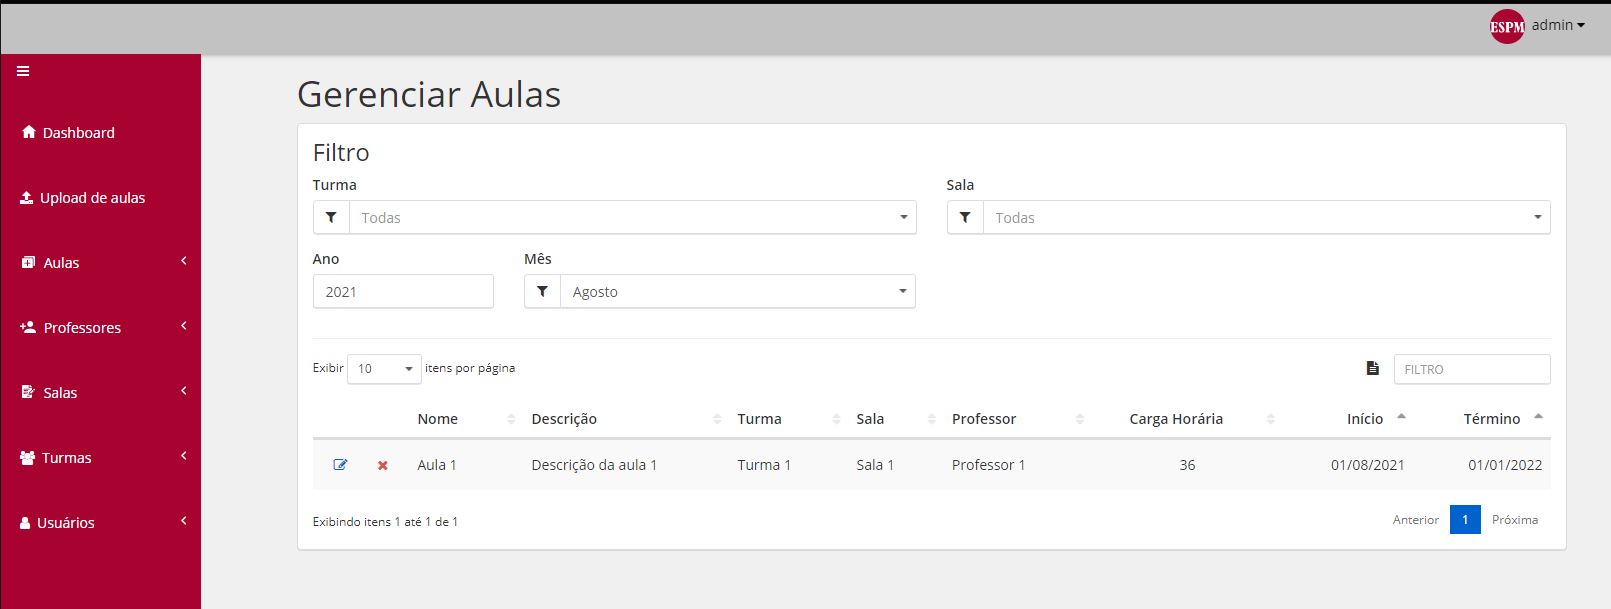 ESPM admin
Gerenciar Aulas
Dashboard
Upload de aulas
Aulas
Professores
Salas
Turmas
Usuários
Filtro
Turma Sala
Todas Todas
Ano Mês
2021 Agosto
Exibir 10 itens por página FILTRO
Nome Descrição Turma Sala Professor Carga Horária Início Término
Aula 1 Descrição da aula 1 Turma 1 Sala 1 Professor 1 36 01/08/2021 01/01/2022
Exibindo itens 1 até 1 de 1 Anterior 1 Próxima